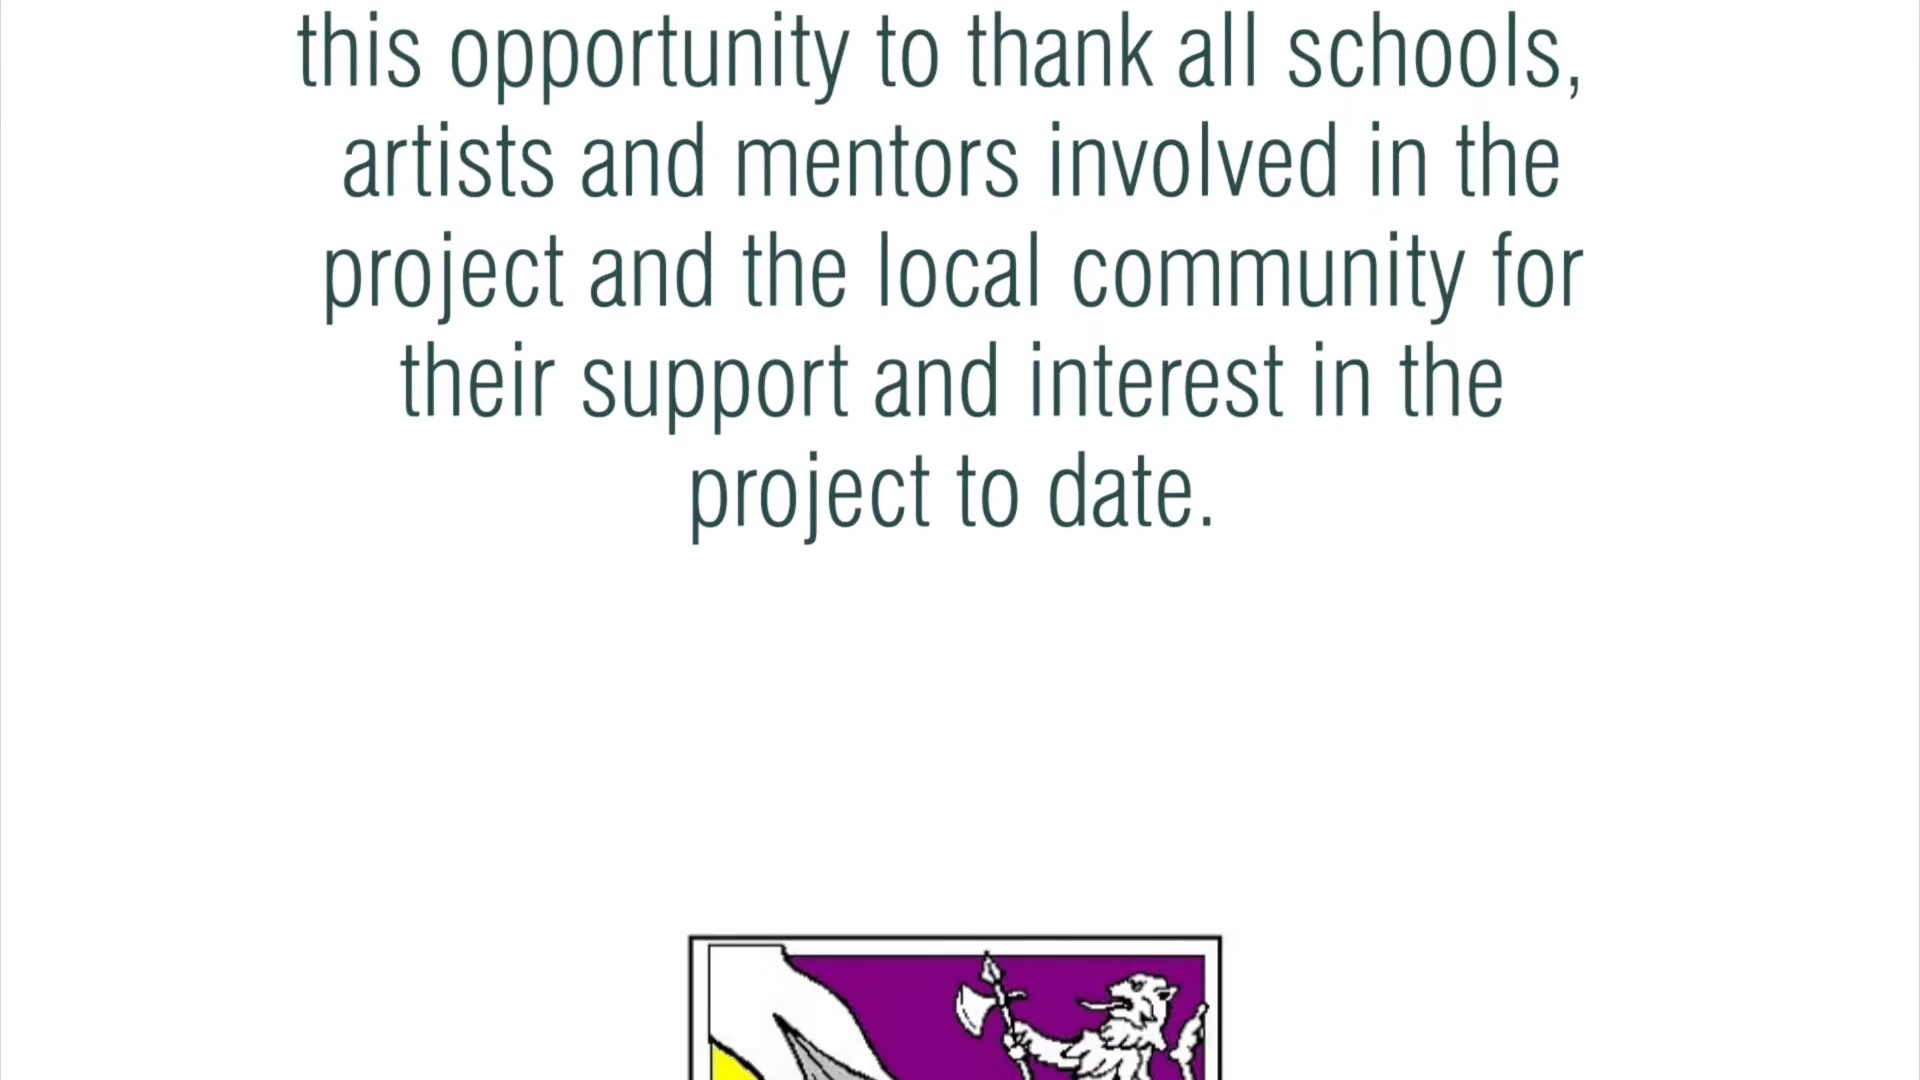 this opportunity to thank all schools,
artists and mentors involved in the
project and the local community for
their support and interest in the
project to date.